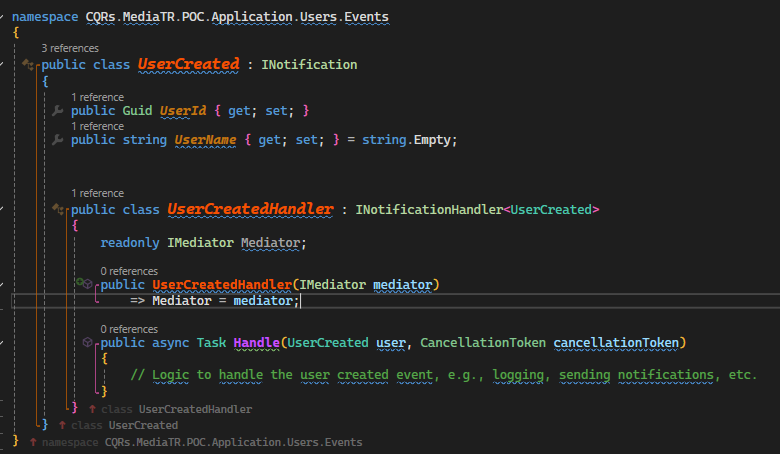 namespace CQRs.MediaTR.POC.Application.Users.Events
{
3 references
public class UserCreated : INotification
{
1 reference
public Guid UserId { get; set; }
1 reference
public string UserName { get; set; } = string.Empty;
1 reference
public class UserCreatedHandler : INotificationHandler<UserCreated>
{
readonly IMediator Mediator;
0 references
public UserCreatedHandler(IMediator mediator)
=> Mediator = mediator;
0 references
public async Task Handle(UserCreated user, CancellationToken cancellationToken)
{
// Logic to handle the user created event, e.g., logging, sending notifications, etc.
}
} ↑ class UserCreatedHandler
} ↑ class UserCreated
} ↑ namespace CQRs.MediaTR.POC.Application.Users.Events